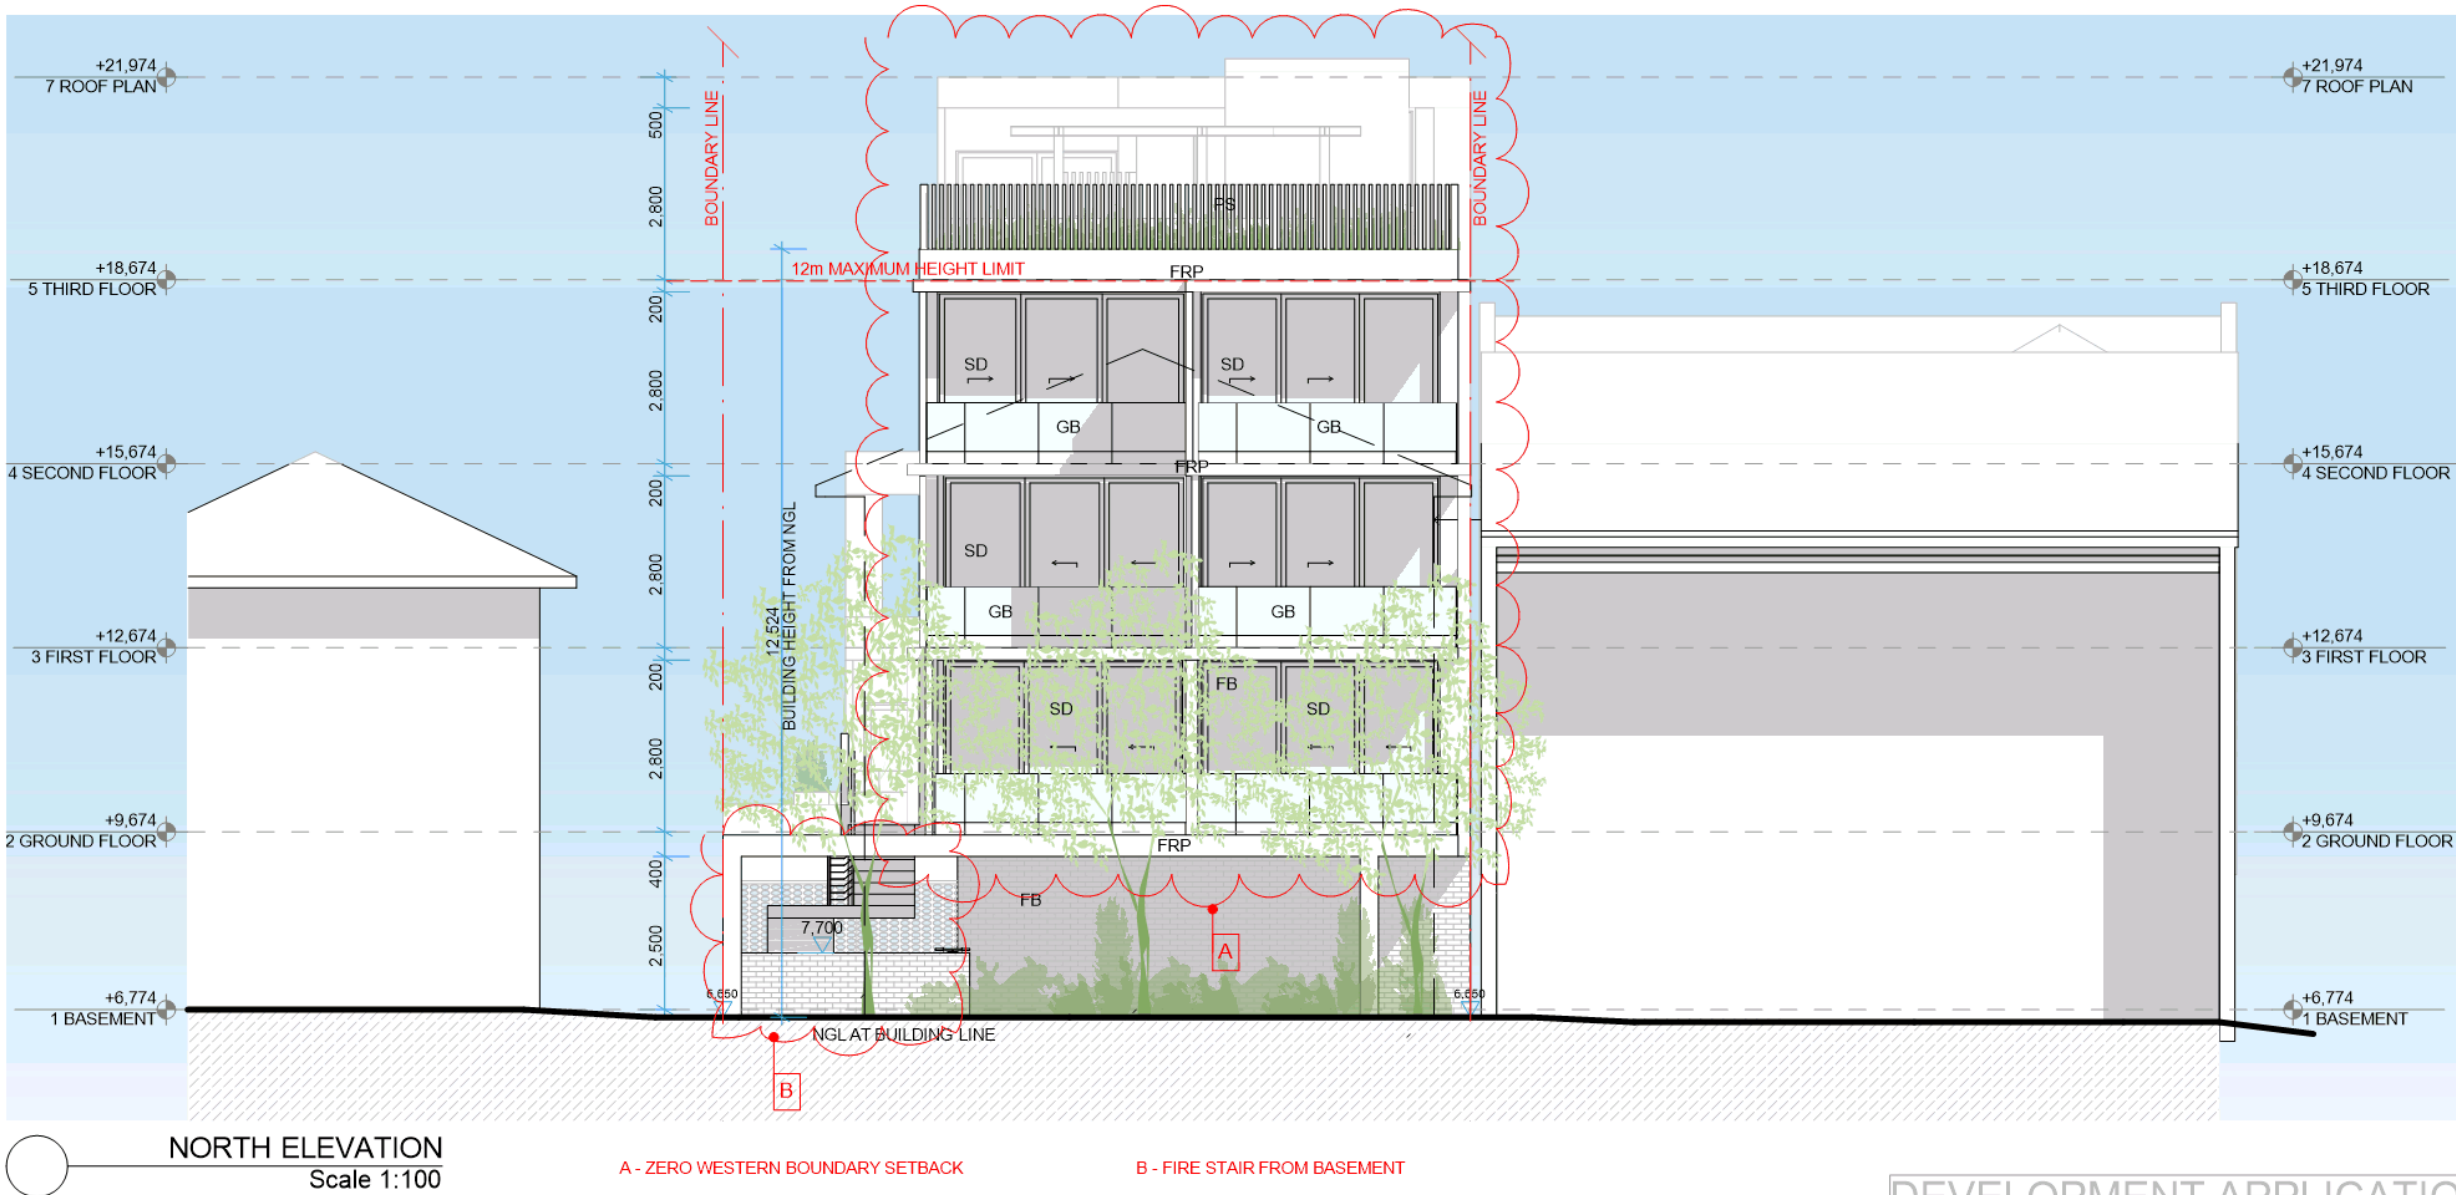 +21,974
7 ROOF PLAN
+18,674
5 THIRD FLOOR
+15,674
4 SECOND FLOOR
+12,674
3 FIRST FLOOR
+9,674
2 GROUND FLOOR
+6,774
1 BASEMENT
500
2,800
200
2,800
200
2,800
200
2,800
400
2,500
BOUNDARY LINE
12,524
BUILDING HEIGHT FROM NGL
12m MAXIMUM HEIGHT LIMIT
BOUNDARY LINE
PS
FRP
SD
SD
GB
GB
FRP
SD
GB
GB
FB
SD
SD
FRP
FB
7,700
6,650
6,650
NGL AT BUILDING LINE
A
B
+21,974
7 ROOF PLAN
+18,674
5 THIRD FLOOR
+15,674
4 SECOND FLOOR
+12,674
3 FIRST FLOOR
+9,674
2 GROUND FLOOR
+6,774
1 BASEMENT
NORTH ELEVATION
Scale 1:100
A - ZERO WESTERN BOUNDARY SETBACK
B - FIRE STAIR FROM BASEMENT
DEVELOPMENT APPLICATIO